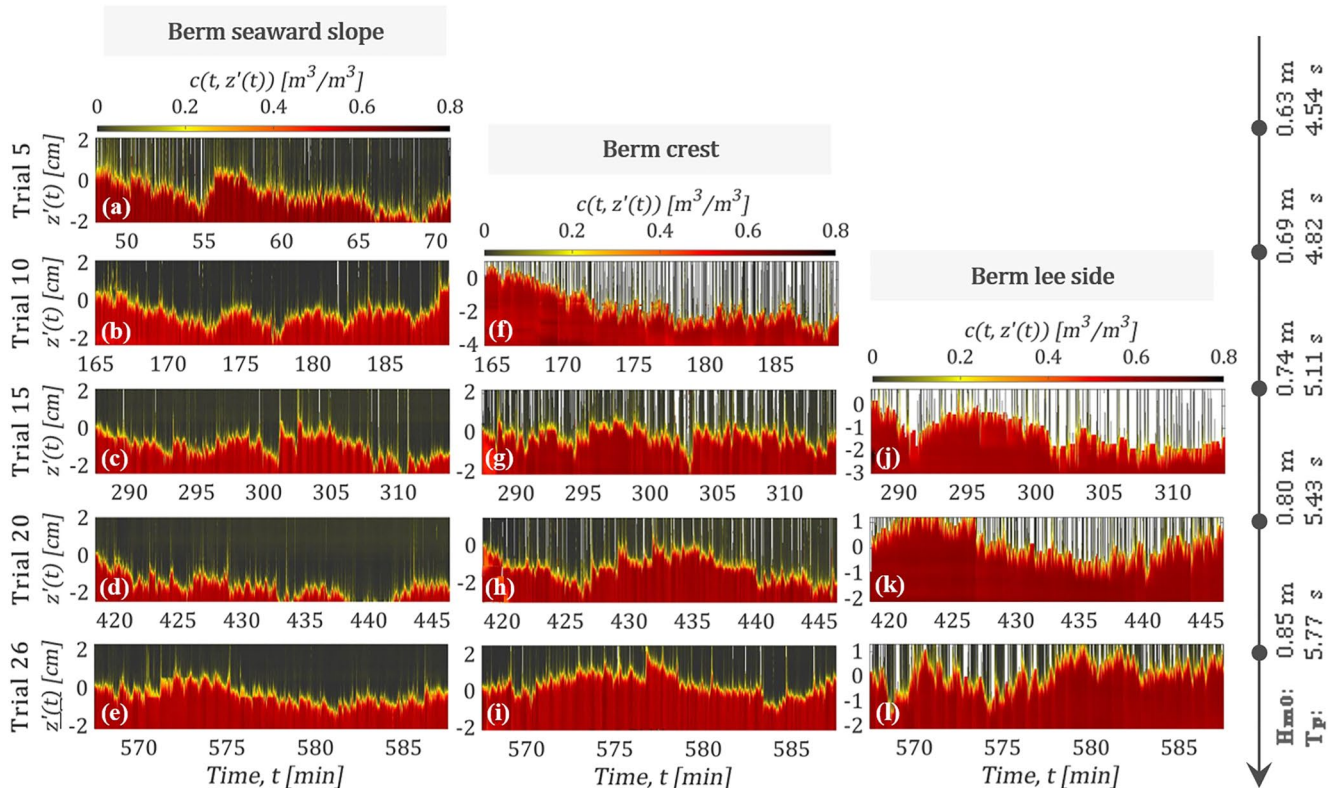 Berm seaward slope
c(t, z'(t)) [m³/m³]
0 0.2 0.4 0.6 0.8
Trial 5
z'(t) [cm]
2
0
-2
(a)
50 55 60 65 70
Berm crest
c(t, z'(t)) [m³/m³]
0 0.2 0.4 0.6 0.8
Trial 10
z'(t) [cm]
2
0
-2
(b)
165 170 175 180 185
0
-2
-4
(f)
165 170 175 180 185
Berm lee side
c(t, z'(t)) [m³/m³]
0 0.2 0.4 0.6 0.8
Trial 15
z'(t) [cm]
2
0
-2
(c)
290 295 300 305 310
2
0
-2
(g)
290 295 300 305 310
0
-1
-2
-3
(j)
290 295 300 305 310
Trial 20
z'(t) [cm]
2
0
-2
(d)
420 425 430 435 440 445
0
-2
(h)
420 425 430 435 440 445
1
0
-1
-2
(k)
420 425 430 435 440 445
Trial 26
z'(t) [cm]
2
0
-2
(e)
570 575 580 585
Time, t [min]
2
0
-2
(i)
570 575 580 585
Time, t [min]
1
0
-1
-2
(l)
570 575 580 585
Time, t [min]
0.63 m
4.54 s
0.69 m
4.82 s
0.74 m
5.11 s
0.80 m
5.43 s
0.85 m
5.77 s
Hm0:
Tp: